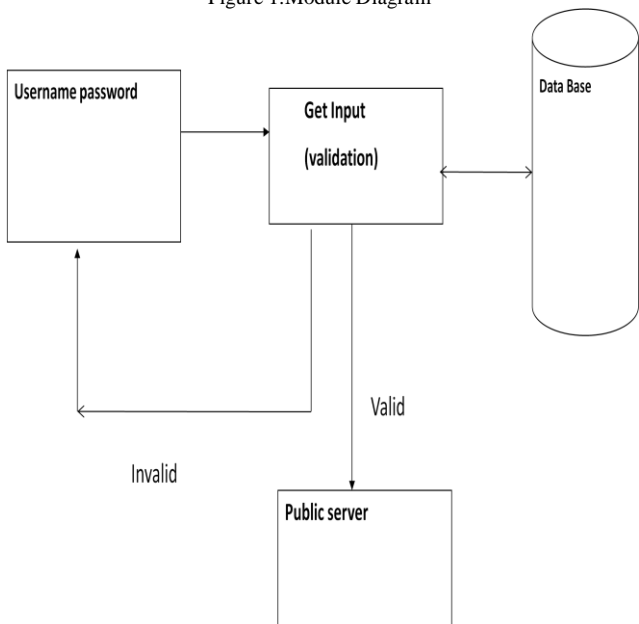 Figure 1:Module Diagram
Username password
Get Input
(validation)
Data Base
Valid
Invalid
Public server